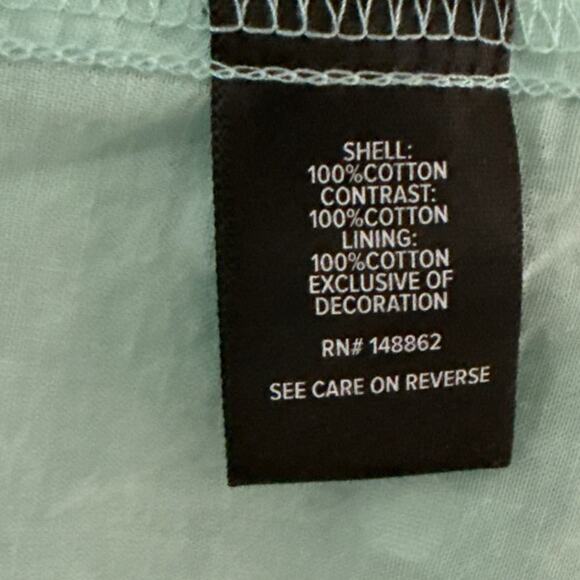 SHELL:
100%COTTON
CONTRAST:
100%COTTON
LINING:
100%COTTON
EXCLUSIVE OF
DECORATION
RN# 148862
SEE CARE ON REVERSE